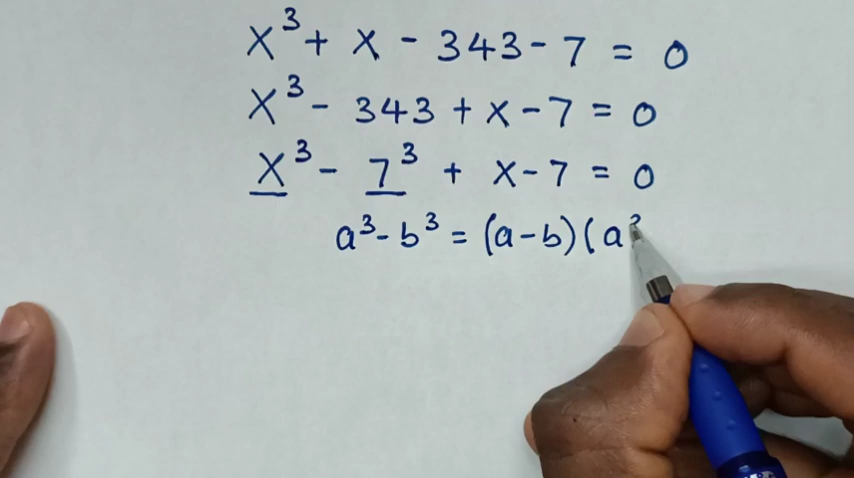 x³ + x - 343 - 7 = 0
x³ - 343 + x - 7 = 0
x³ - 7³ + x - 7 = 0
a³ - b³ = (a - b)(a²